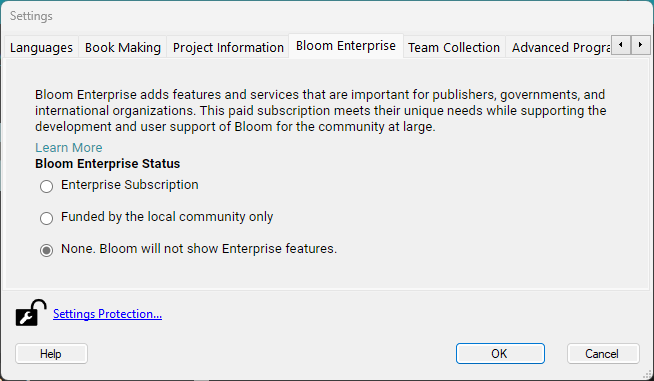 Settings
Languages
Book Making
Project Information
Bloom Enterprise
Team Collection
Advanced Progra
Bloom Enterprise adds features and services that are important for publishers, governments, and
international organizations. This paid subscription meets their unique needs while supporting the
development and user support of Bloom for the community at large.
Learn More
Bloom Enterprise Status
Enterprise Subscription
Funded by the local community only
None. Bloom will not show Enterprise features.
Settings Protection...
Help
OK
Cancel